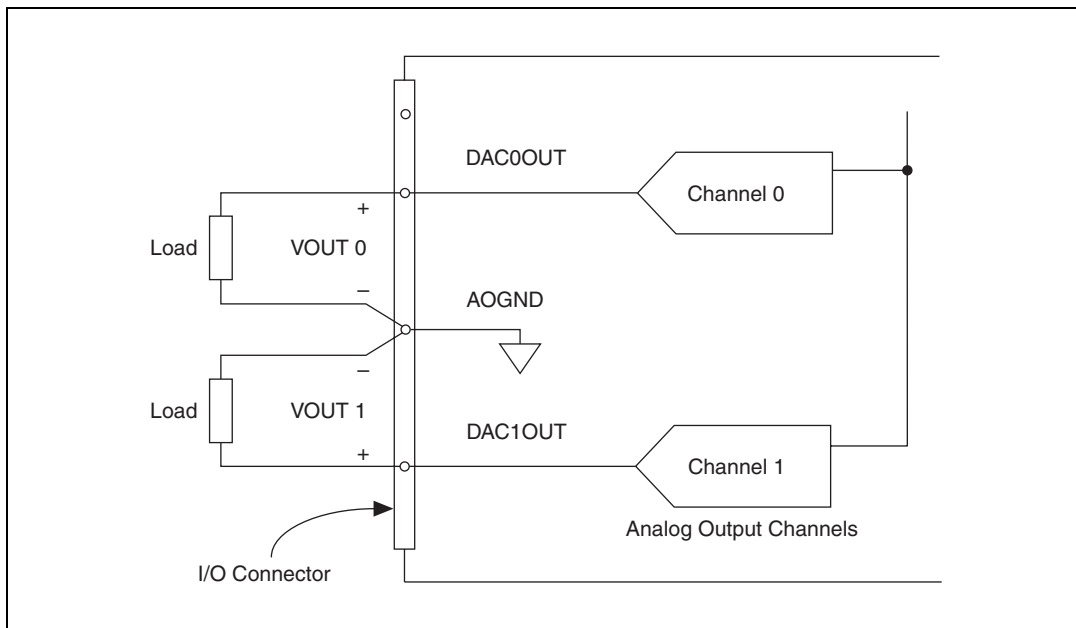 DAC0OUT
Channel 0
+
Load
VOUT 0
–
AOGND
–
Load
VOUT 1
DAC1OUT
+
Channel 1
Analog Output Channels
I/O Connector